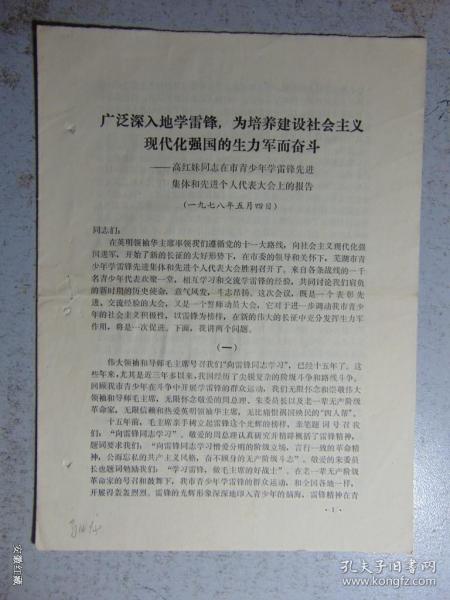 广泛深入地学雷锋，为培养建设社会主义
现代化强国的生力军而奋斗
——高红妹同志在市青少年学雷锋先进
集体和先进个人代表大会上的报告
（一九七八年五月四日）
同志们：
在英明领袖华主席率领我们遵循党的十一大路线，向社会主义现代化强
国进军，开始了新的长征的大好形势下，在市委的领导和关怀下，芜湖市青
少年学雷锋先进集体和先进个人代表大会胜利召开了。来自各条战线的一千
名青少年代表欢聚一堂，相互学习和交流学雷锋的经验，共同讨论我们肩负
的新时期的历史使命，意气风发，斗志昂扬。这次会议，既是一个表彰先
进，交流经验的大会，又是一个誓师动员大会，它对于进一步调动我市青少年
的社会主义积极性，以雷锋为榜样，在新的伟大的长征中充分发挥生力军
作用，将是一次促进。下面，我讲两个问题。
（一）
伟大领袖和导师毛主席号召我们“向雷锋同志学习”，已经十五年了。这
些年来，尤其是近三年多以来，我国经历了尖锐复杂的阶级斗争和路线斗争。
回顾我市青少年在斗争中开展学雷锋的群众运动，我们无限怀念和崇敬伟大
领袖和导师毛主席，无限怀念敬爱的周总理、朱委员长以及老一辈无产阶级
革命家，无限信赖和热爱英明领袖华主席，无比痛恨祸国殃民的“四人帮”。
十五年前，毛主席亲手树立起雷锋这个光辉的榜样，亲笔题词号召我
们：“向雷锋同志学习”。敬爱的周总理认真研究并精辟概括了雷锋精神，
题词要求我们：“向雷锋同志学习憎爱分明的阶级立场，言行一致的革命精
神，公而忘私的共产主义风格，奋不顾身的无产阶级斗志”。敬爱的朱委员
长也题词勉励我们：“学习雷锋，做毛主席的好战士”。在老一辈无产阶级
革命家的号召和鼓舞下，我市青少年学雷锋的群众运动，和全国各地一样，
开展得轰轰烈烈。雷锋的光辉形象深深地印入青少年的脑海，雷锋精神在青
·1·
安徽红藏
孔夫子旧书网